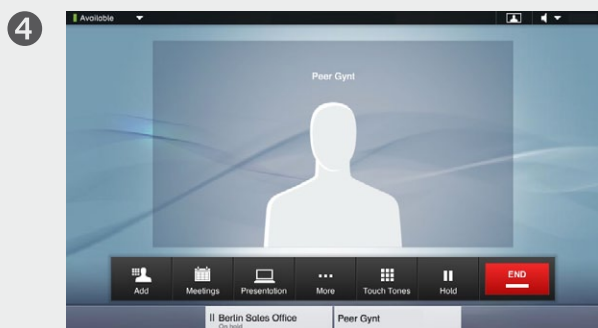 4
Available
Peer Gynt
Add Meetings Presentation More Touch Tones Hold END
Berlin Sales Office Peer Gynt
On hold